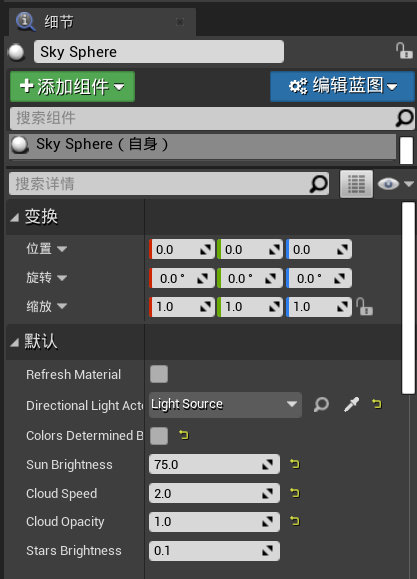 细节
Sky Sphere
添加组件
编辑蓝图
搜索组件
Sky Sphere（自身）
搜索详情
变换
位置 0.0 0.0 0.0
旋转 0.0 ° 0.0 ° 0.0 °
缩放 1.0 1.0 1.0
默认
Refresh Material
Directional Light Act Light Source
Colors Determined B
Sun Brightness 75.0
Cloud Speed 2.0
Cloud Opacity 1.0
Stars Brightness 0.1